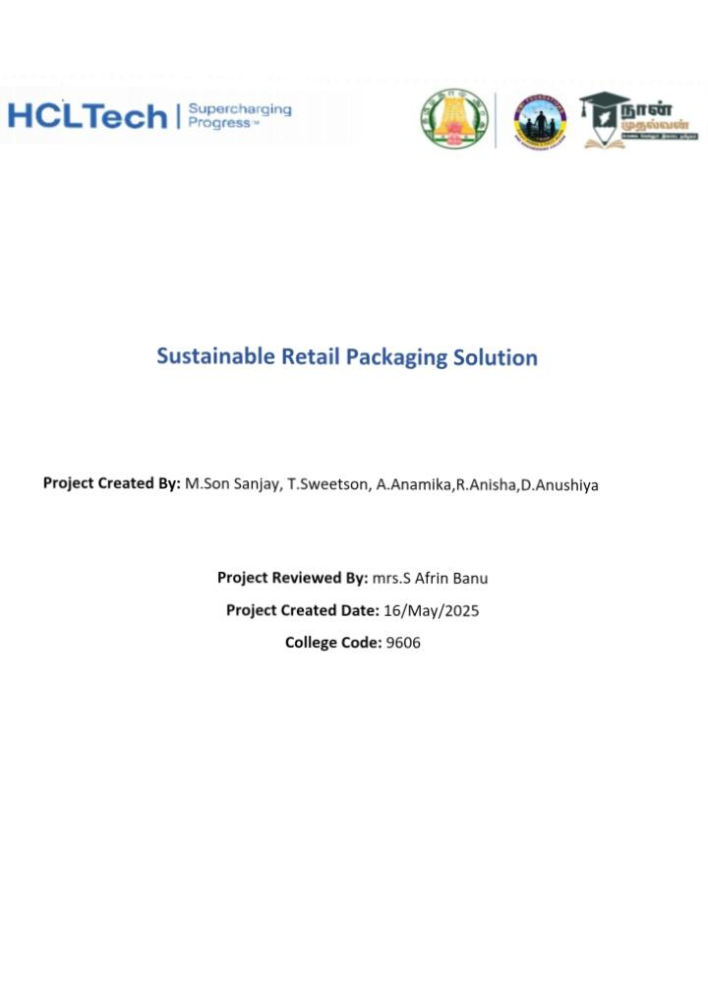 HCLTech | Supercharging
Progress™
நான்
முதல்வன்
Sustainable Retail Packaging Solution
Project Created By: M.Son Sanjay, T.Sweetson, A.Anamika,R.Anisha,D.Anushiya
Project Reviewed By: mrs.S Afrin Banu
Project Created Date: 16/May/2025
College Code: 9606